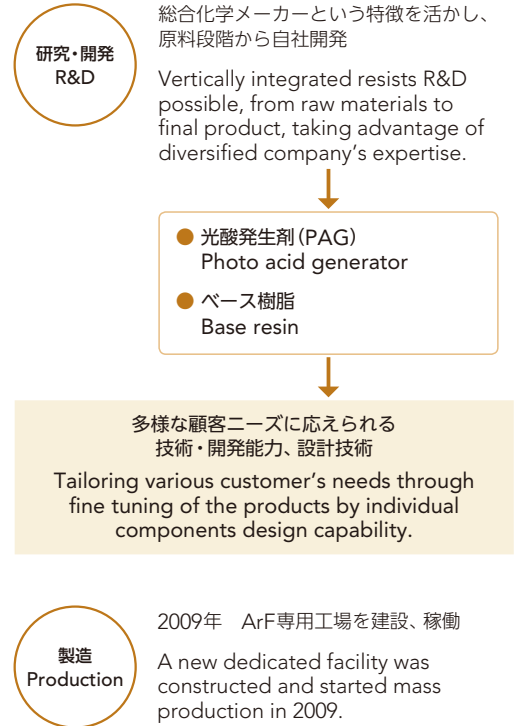 研究・開発
R&D
総合化学メーカーという特徴を活かし、
原料段階から自社開発
Vertically integrated resists R&D
possible, from raw materials to
final product, taking advantage of
diversified company's expertise.
光酸発生剤(PAG)
Photo acid generator
ベース樹脂
Base resin
多様な顧客ニーズに応えられる
技術・開発能力、設計技術
Tailoring various customer's needs through
fine tuning of the products by individual
components design capability.
製造
Production
2009年　ArF専用工場を建設、稼働
A new dedicated facility was
constructed and started mass
production in 2009.